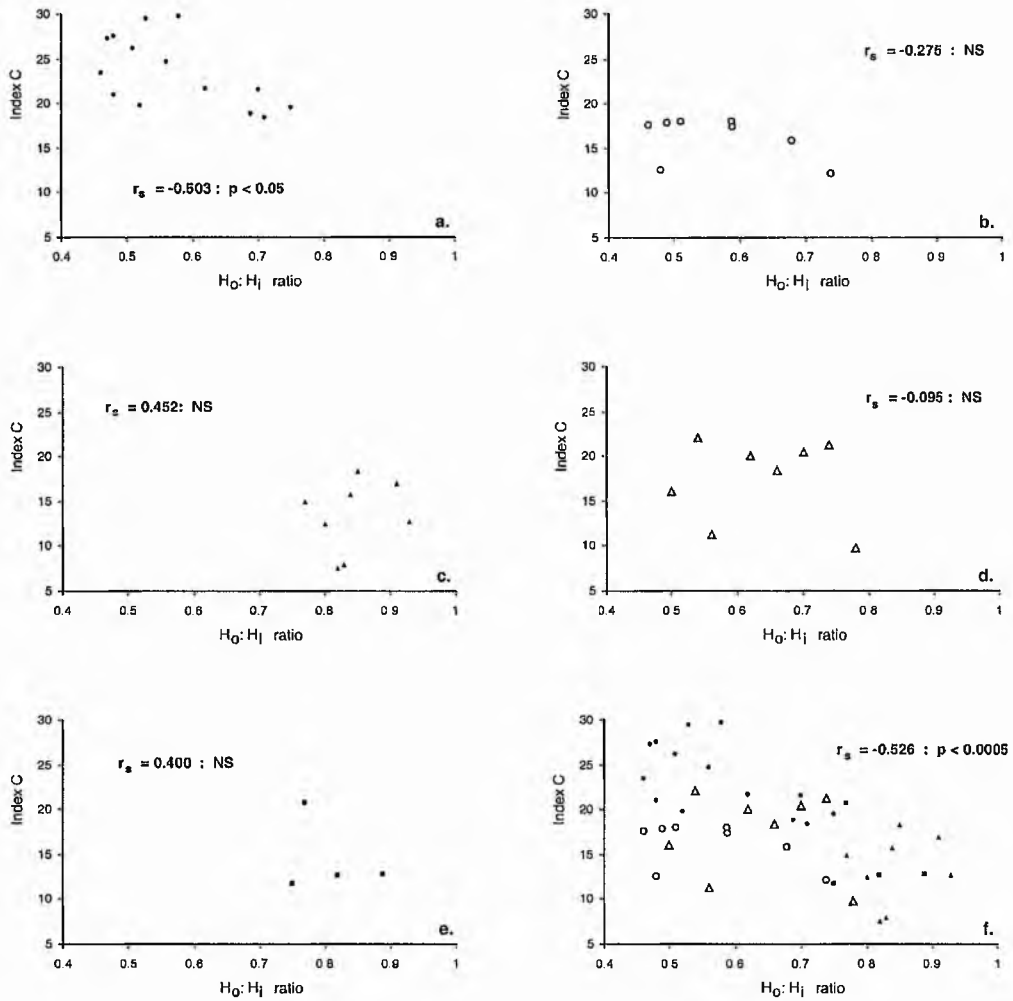 30
25
20
15
10
5
Index C
r_s = -0.603 : p < 0.05
a.
0.4 0.5 0.6 0.7 0.8 0.9 1
H_o: H_i ratio
30
25
20
15
10
5
Index C
r_s = -0.275 : NS
b.
0.4 0.5 0.6 0.7 0.8 0.9 1
H_o: H_i ratio
30
25
20
15
10
5
Index C
r_s = 0.452: NS
c.
0.4 0.5 0.6 0.7 0.8 0.9 1
H_o: H_i ratio
30
25
20
15
10
5
Index C
r_s = -0.095 : NS
d.
0.4 0.5 0.6 0.7 0.8 0.9 1
H_o: H_i ratio
30
25
20
15
10
5
Index C
r_s = 0.400 : NS
e.
0.4 0.5 0.6 0.7 0.8 0.9 1
H_o: H_i ratio
30
25
20
15
10
5
Index C
r_s = -0.526 : p < 0.0005
f.
0.4 0.5 0.6 0.7 0.8 0.9 1
H_o: H_i ratio